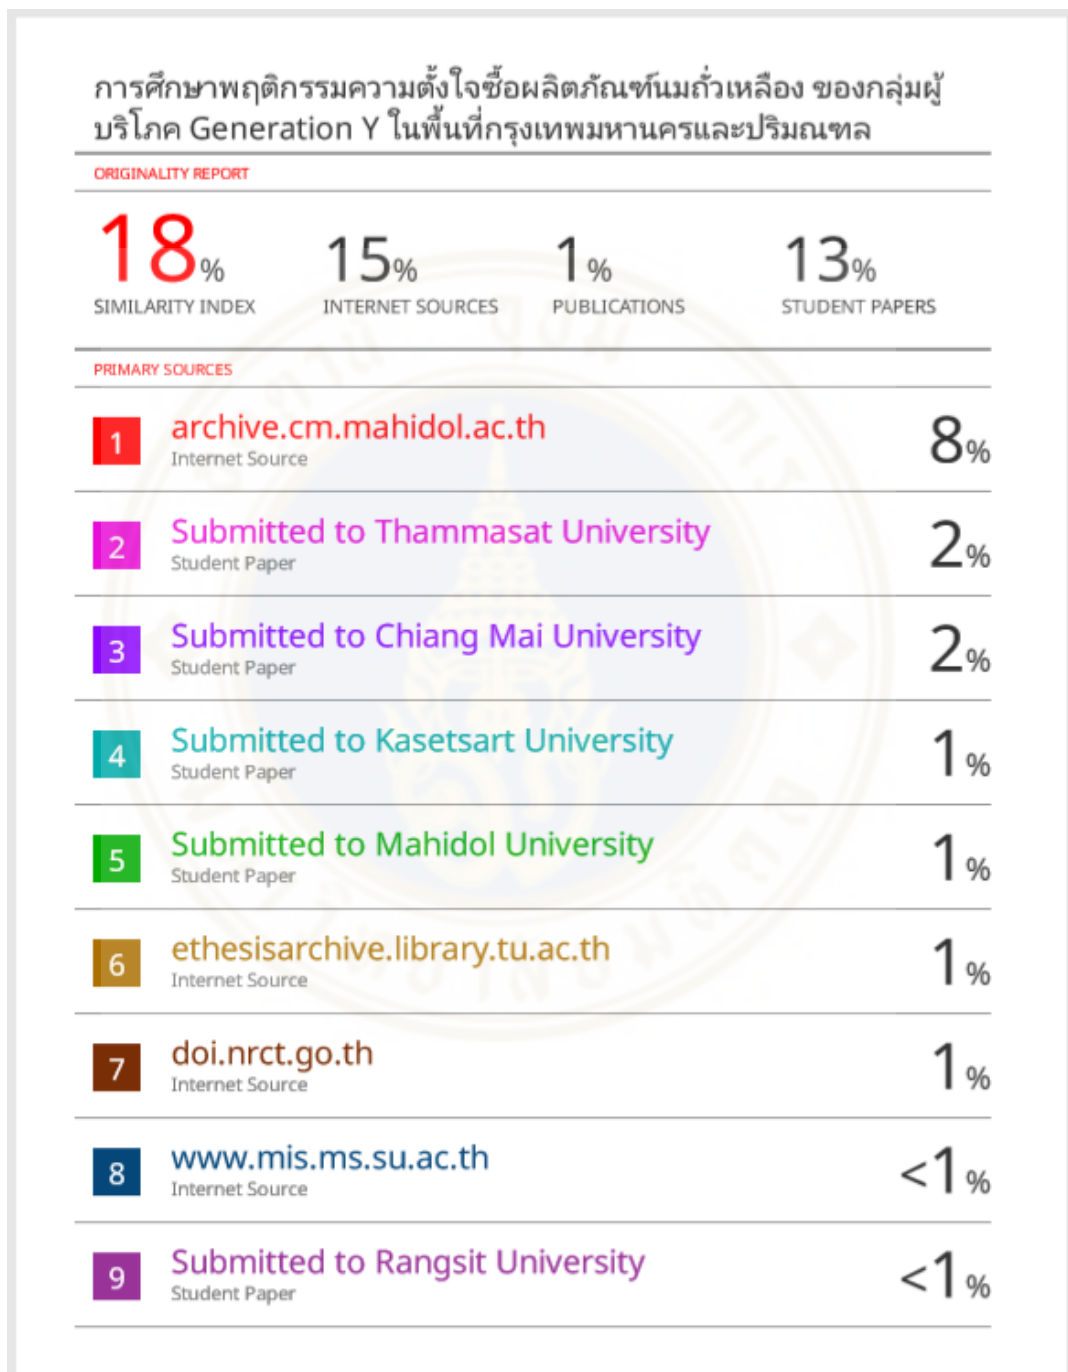 การศึกษาพฤติกรรมความตั้งใจซื้อผลิตภัณฑ์นมถั่วเหลือง ของกลุ่มผู้
บริโภค Generation Y ในพื้นที่กรุงเทพมหานครและปริมณฑล
ORIGINALITY REPORT
18% 15% 1% 13%
SIMILARITY INDEX INTERNET SOURCES PUBLICATIONS STUDENT PAPERS
PRIMARY SOURCES
1 archive.cm.mahidol.ac.th 8%
Internet Source
2 Submitted to Thammasat University 2%
Student Paper
3 Submitted to Chiang Mai University 2%
Student Paper
4 Submitted to Kasetsart University 1%
Student Paper
5 Submitted to Mahidol University 1%
Student Paper
6 ethesisarchive.library.tu.ac.th 1%
Internet Source
7 doi.nrct.go.th 1%
Internet Source
8 www.mis.ms.su.ac.th <1%
Internet Source
9 Submitted to Rangsit University <1%
Student Paper